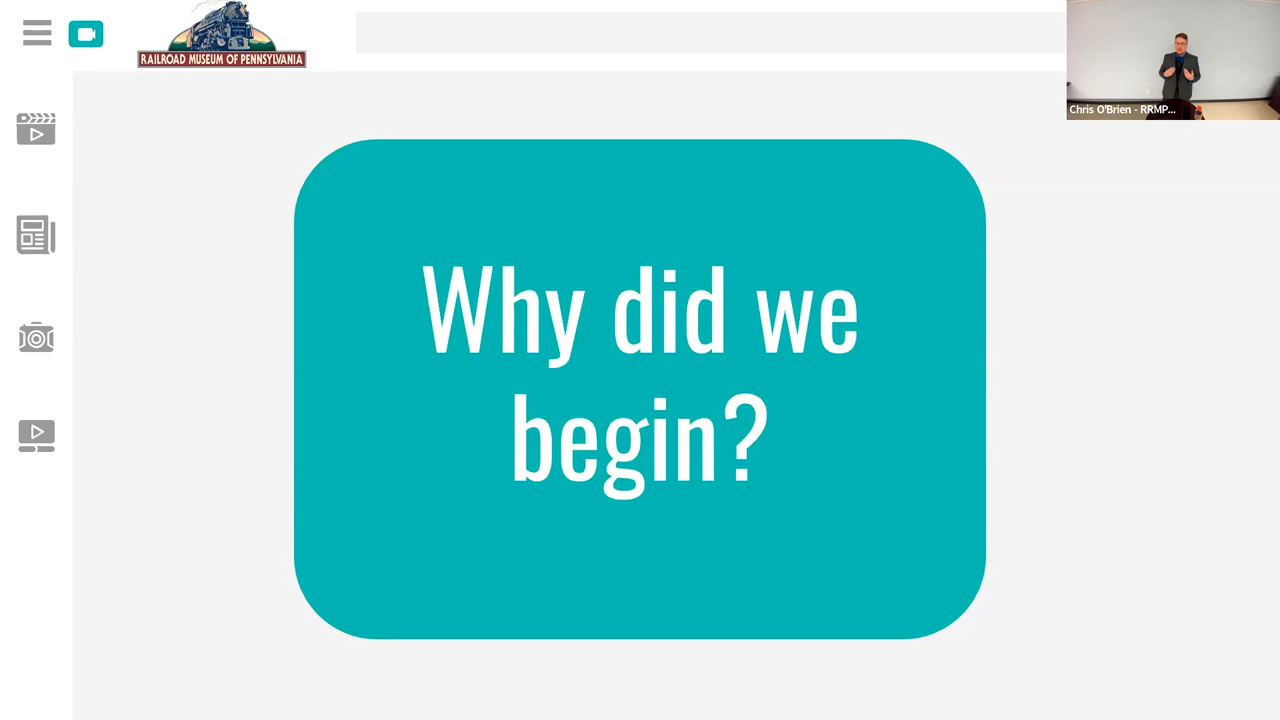 RAILROAD MUSEUM OF PENNSYLVANIA
Chris O'Brien - RRMP...
Why did we
begin?